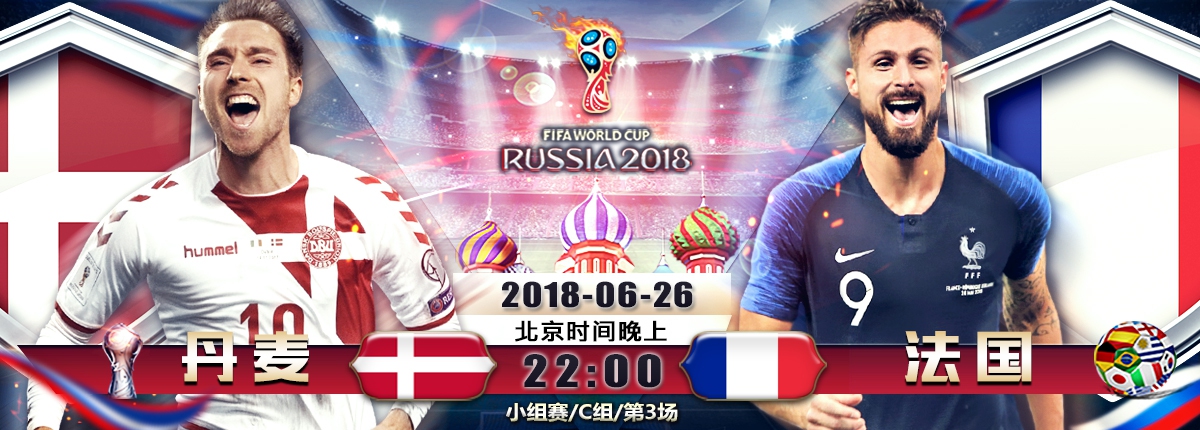 FIFA WORLD CUP
RUSSIA 2018
hummel
DBU
10
9
FFF
2018-06-26
北京时间晚上
丹麦
22:00
法国
小组赛/C组/第3场